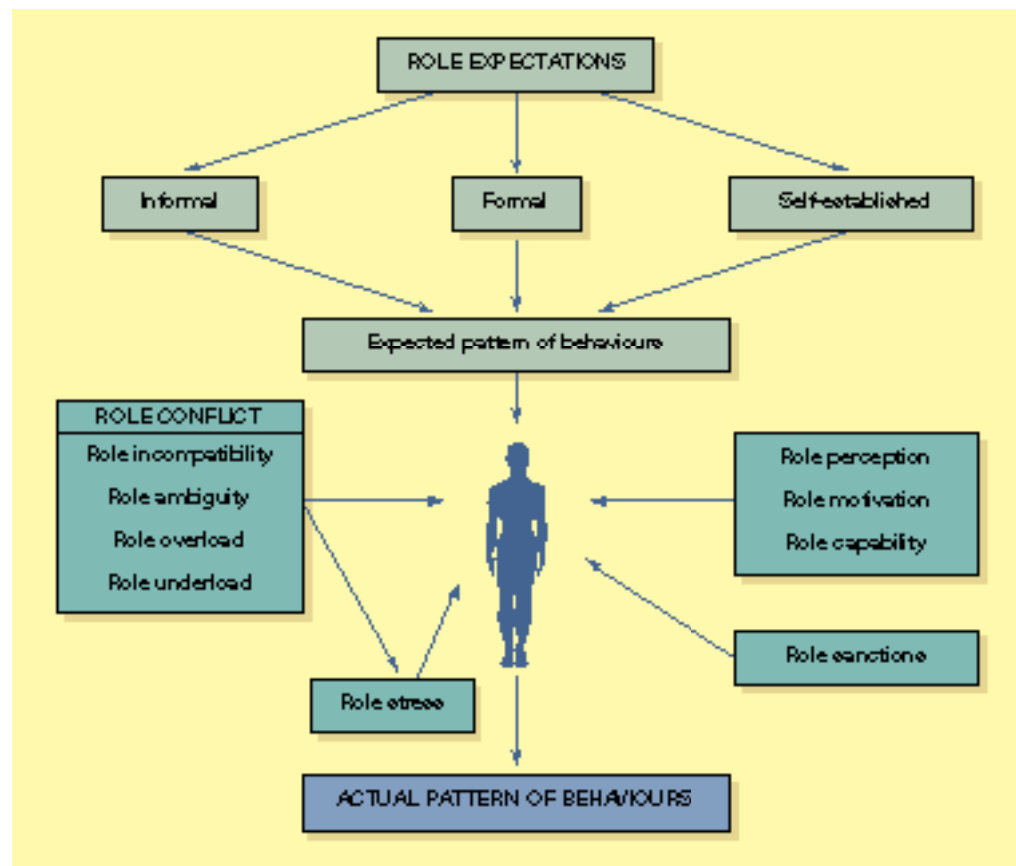 ROLE EXPECTATIONS
Informal
Formal
Self-established
Expected pattern of behaviours
ROLE CONFLICT
Role incompatibility
Role ambiguity
Role overload
Role underload
Role perception
Role motivation
Role capability
Role sanctions
Role stress
ACTUAL PATTERN OF BEHAVIOURS